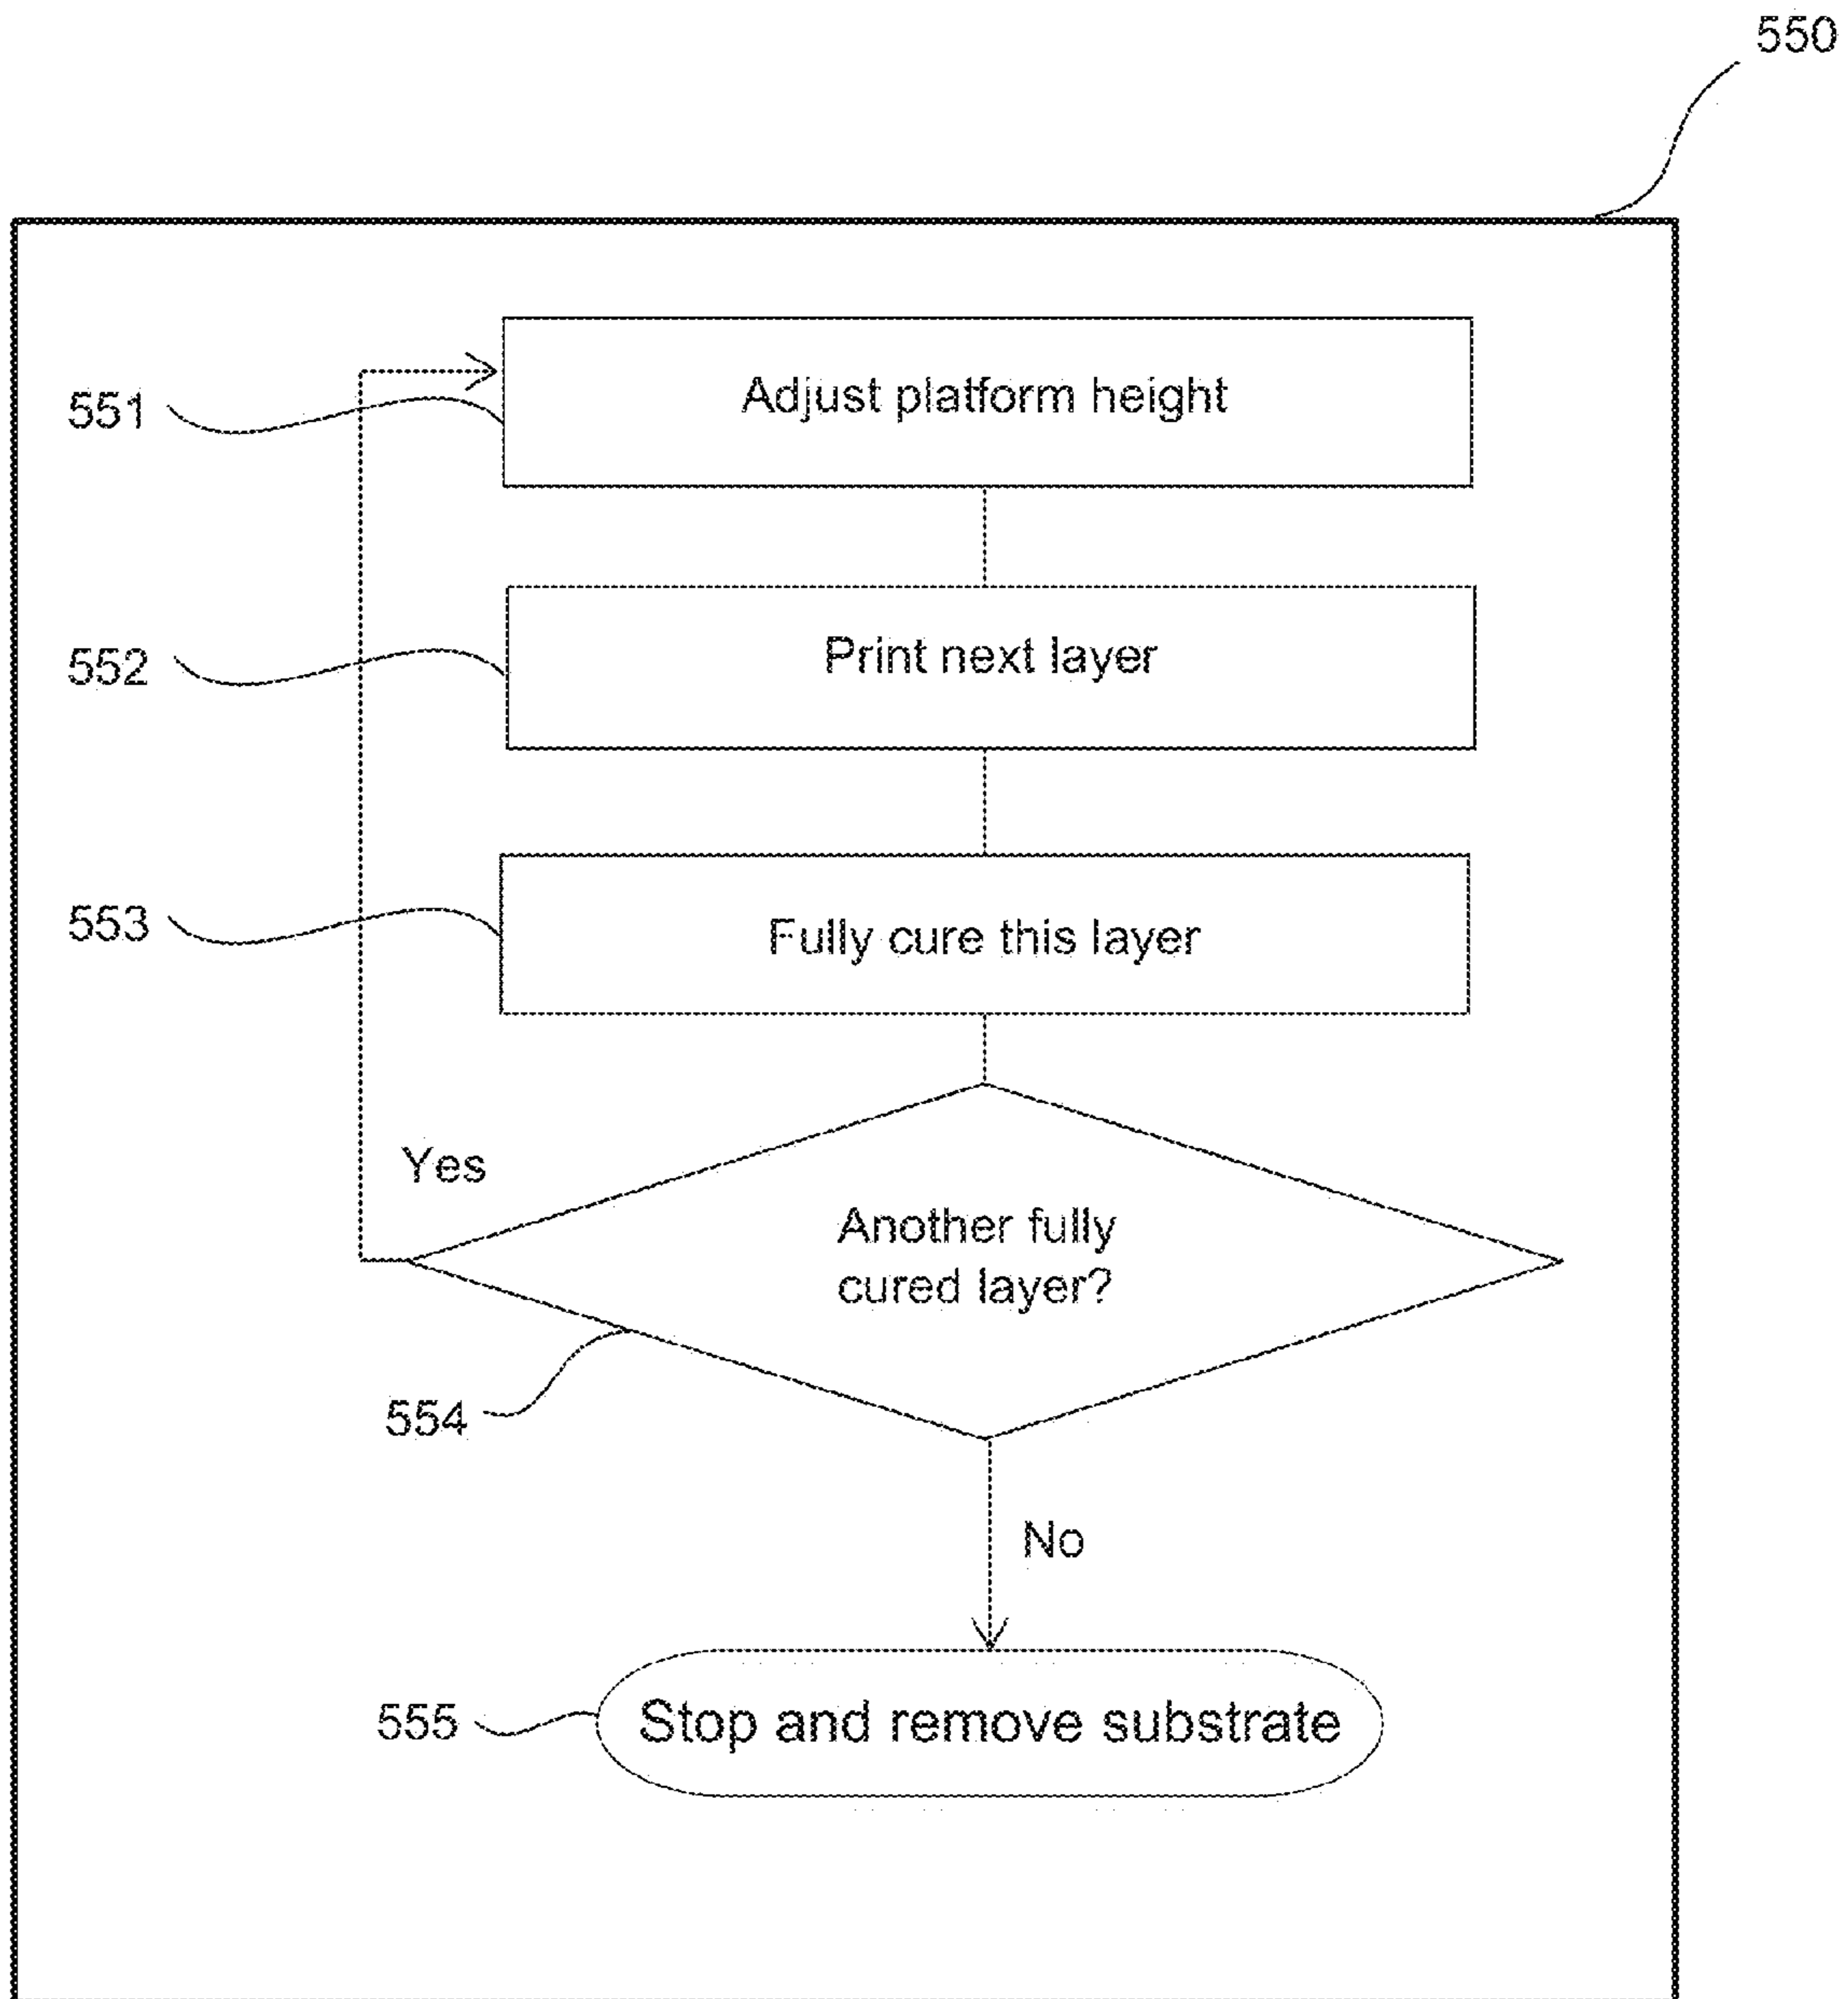 550
551
Adjust platform height
552
Print next layer
553
Fully cure this layer
Yes
Another fully
cured layer?
554
No
555
Stop and remove substrate